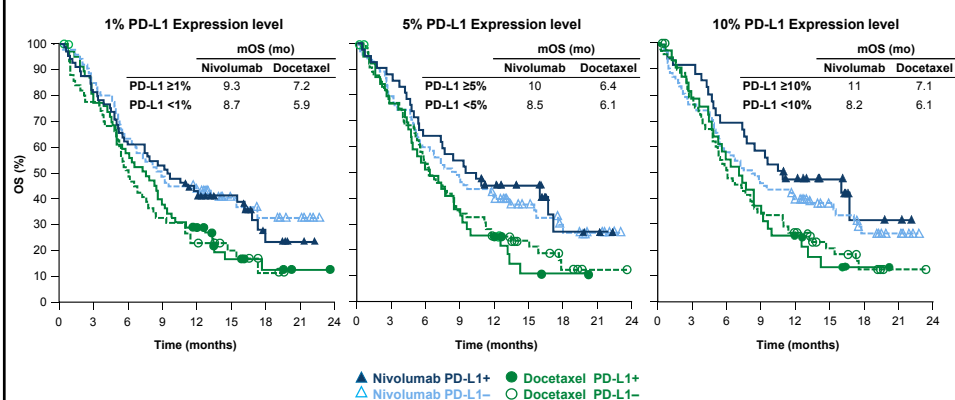 1% PD-L1 Expression level
mOS (mo)
Nivolumab Docetaxel
PD-L1 ≥1% 9.3 7.2
PD-L1 <1% 8.7 5.9
OS (%)
100
90
80
70
60
50
40
30
20
10
0
0 3 6 9 12 15 18 21 24
Time (months)
5% PD-L1 Expression level
mOS (mo)
Nivolumab Docetaxel
PD-L1 ≥5% 10 6.4
PD-L1 <5% 8.5 6.1
0 3 6 9 12 15 18 21 24
Time (months)
10% PD-L1 Expression level
mOS (mo)
Nivolumab Docetaxel
PD-L1 ≥10% 11 7.1
PD-L1 <10% 8.2 6.1
0 3 6 9 12 15 18 21 24
Time (months)
Nivolumab PD-L1+ Docetaxel PD-L1+
Nivolumab PD-L1– Docetaxel PD-L1–